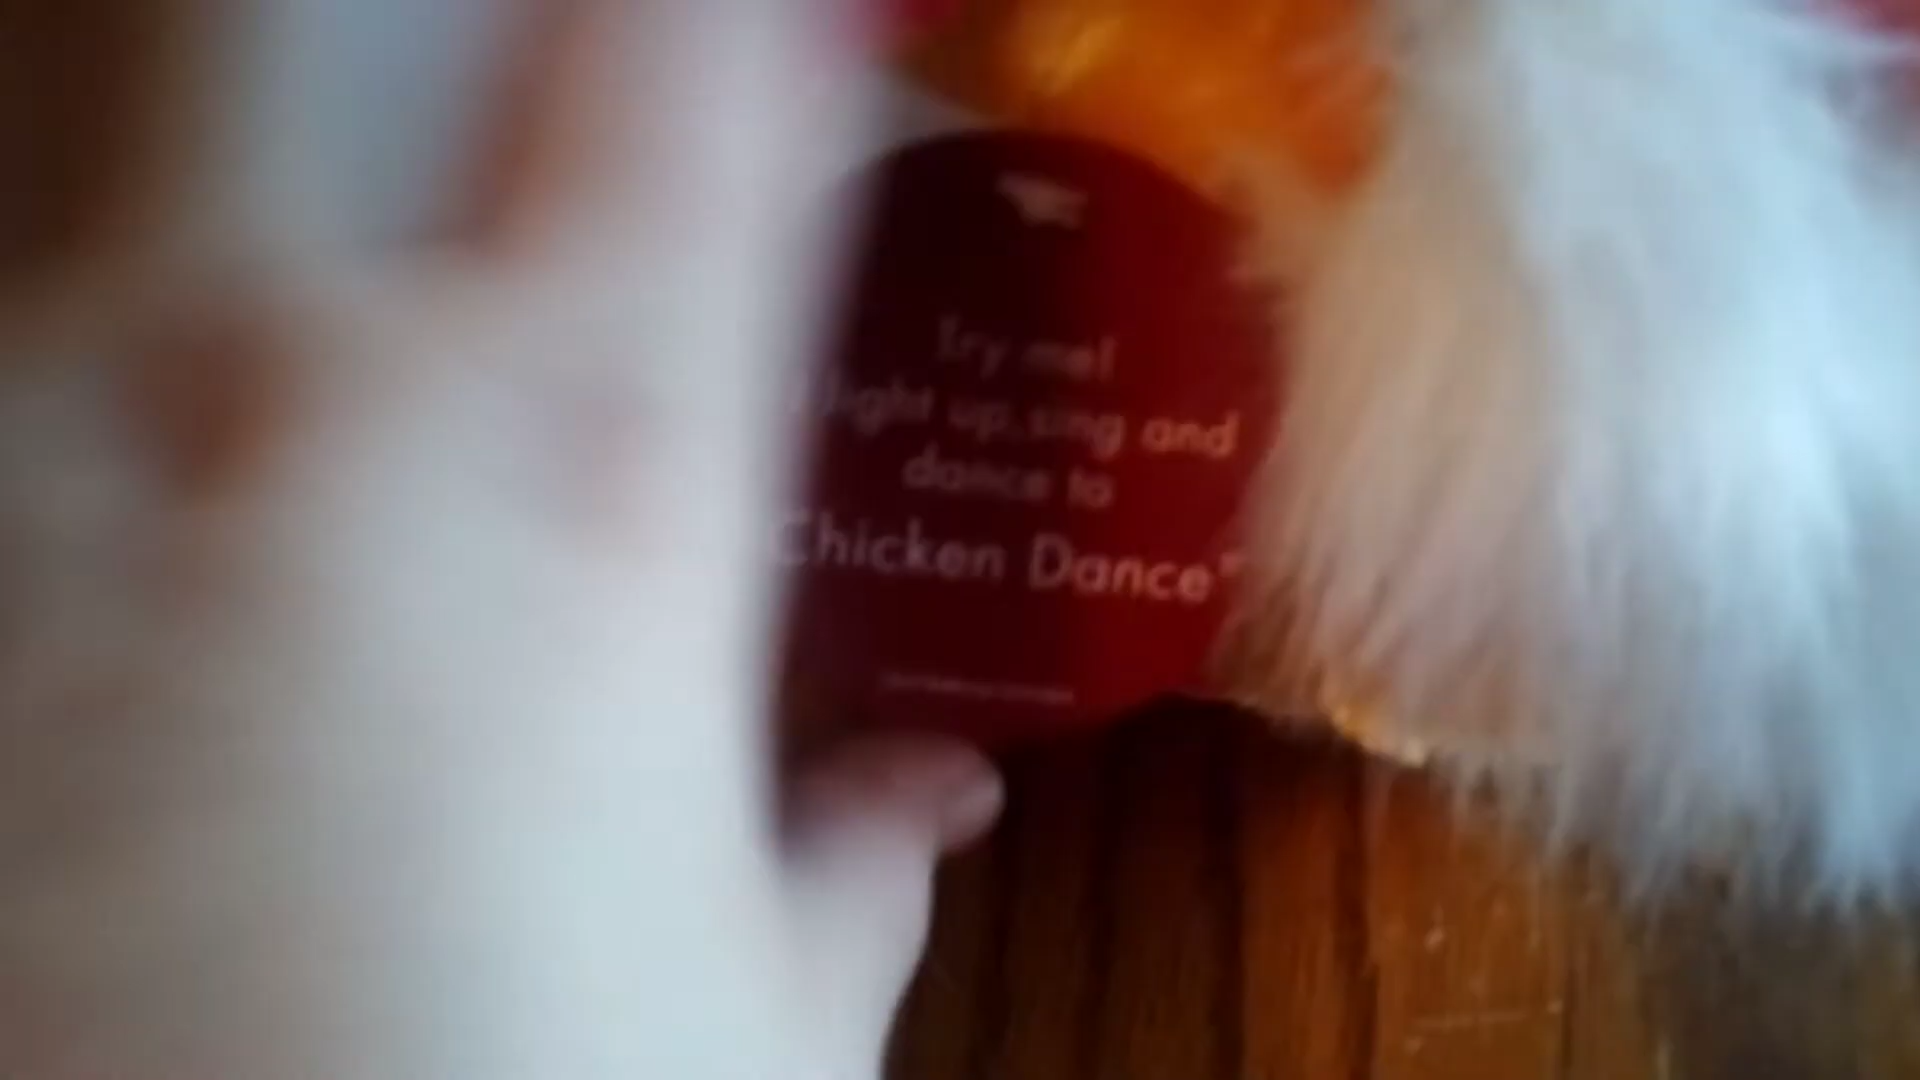 Try me!
I light up, sing and
dance to
"Chicken Dance"